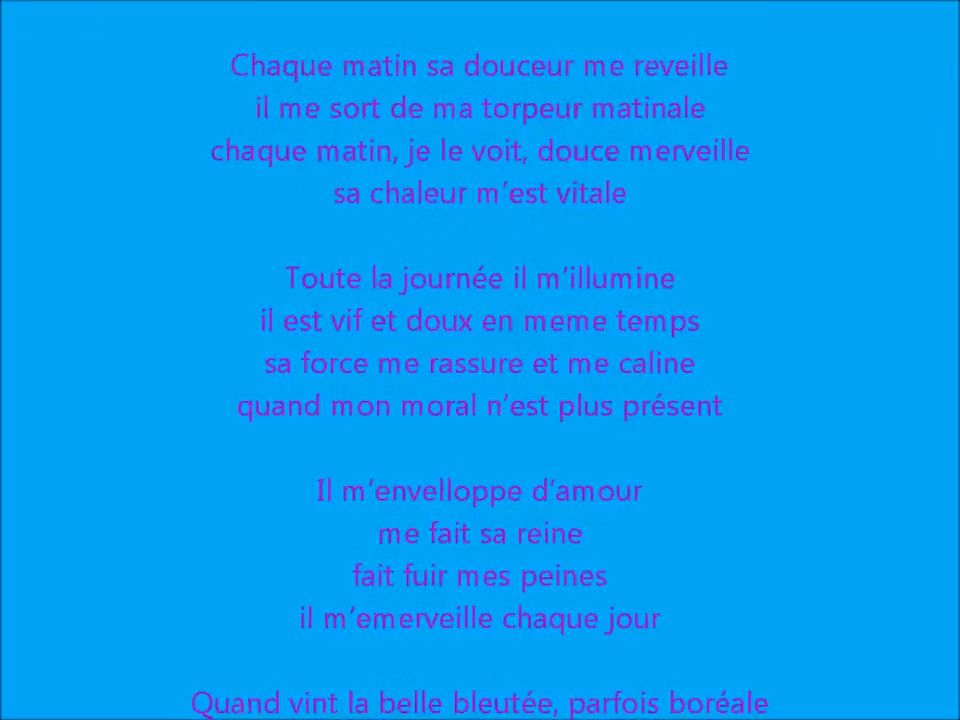 Chaque matin sa douceur me reveille
il me sort de ma torpeur matinale
chaque matin, je le voit, douce merveille
sa chaleur m’est vitale
Toute la journée il m’illumine
il est vif et doux en meme temps
sa force me rassure et me caline
quand mon moral n’est plus présent
Il m’envelloppe d’amour
me fait sa reine
fait fuir mes peines
il m’emerveille chaque jour
Quand vint la belle bleutée, parfois boréale